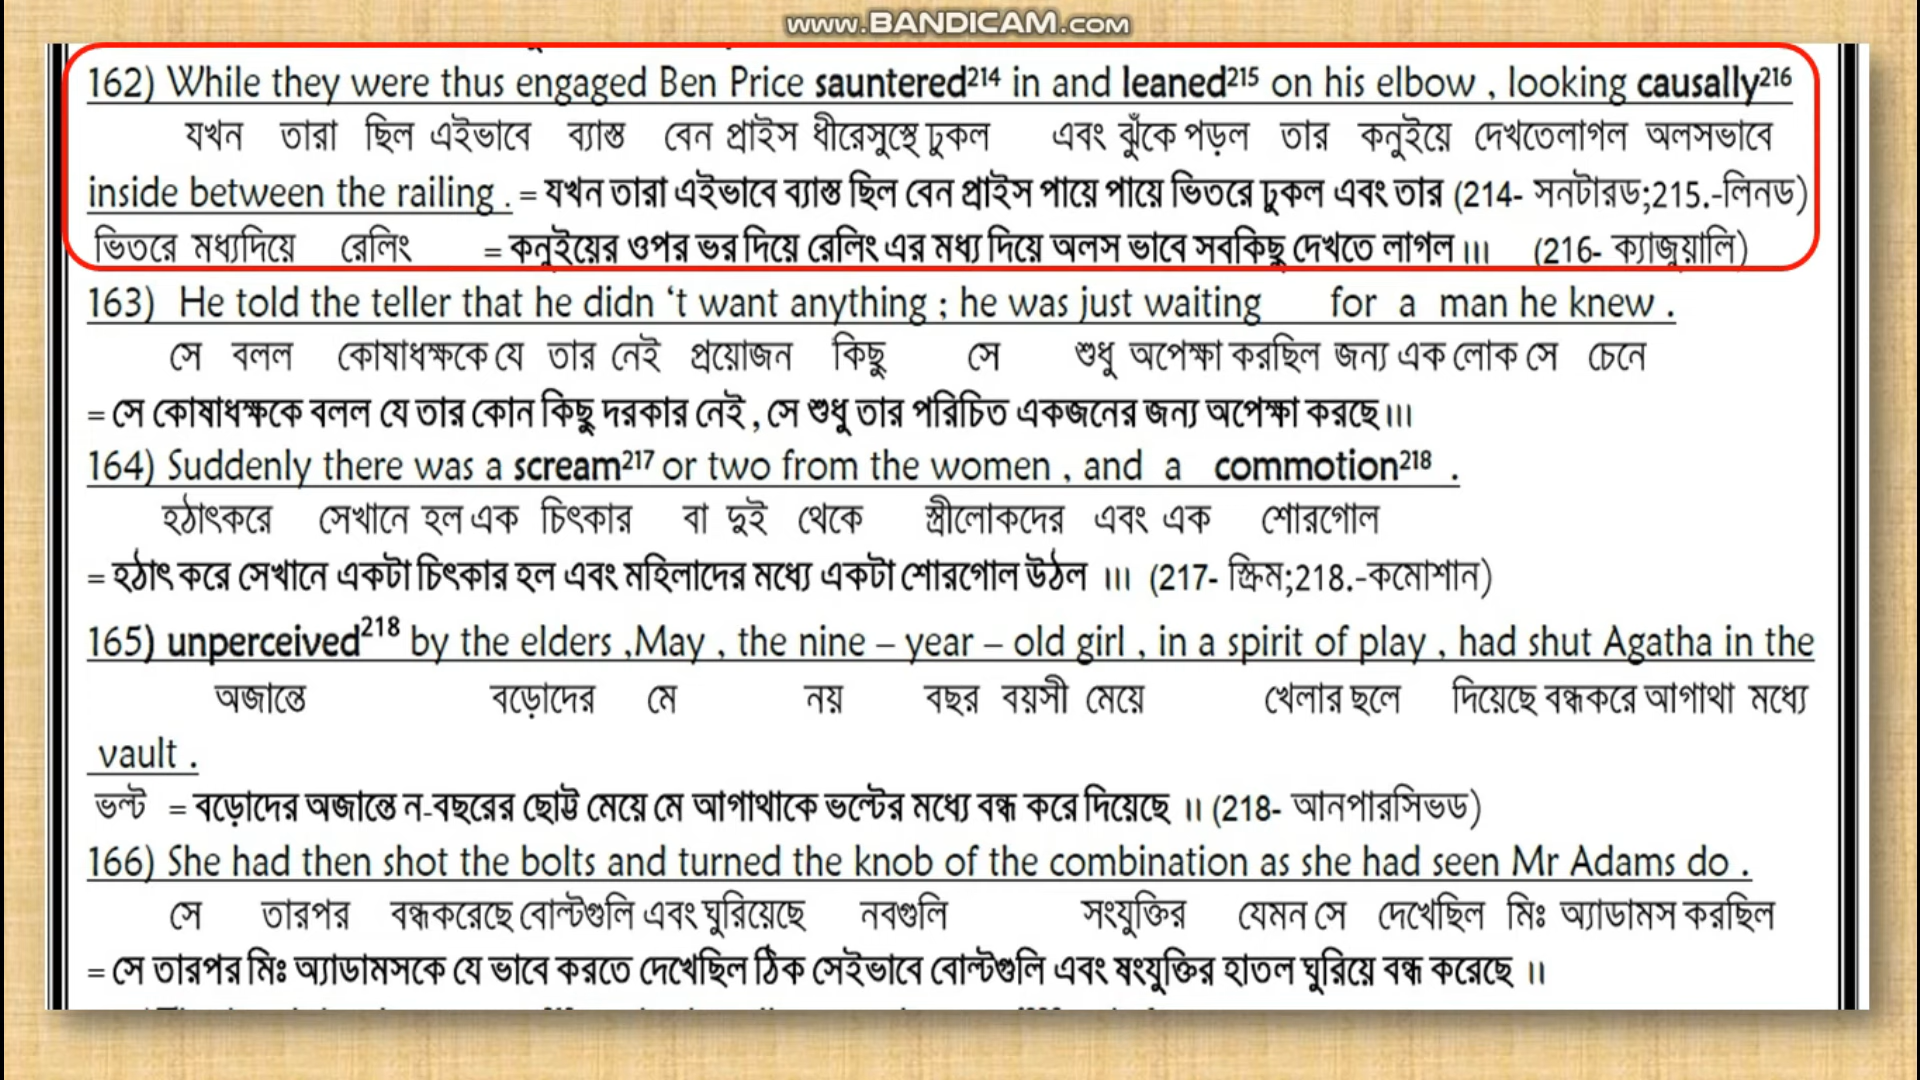 www.BANDICAM.com
162) While they were thus engaged Ben Price sauntered²¹⁴ in and leaned²¹⁵ on his elbow , looking causally²¹⁶
যখন তারা ছিল এইভাবে ব্যাস্ত বেন প্রাইস ধীরেসুস্থে ঢুকল এবং ঝুঁকে পড়ল তার কনুইয়ে দেখতেলাগল অলসভাবে
inside between the railing . = যখন তারা এইভাবে ব্যাস্ত ছিল বেন প্রাইস পায়ে পায়ে ভিতরে ঢুকল এবং তার (214- সনটারড;215.-লিনড)
ভিতরে মধ্যদিয়ে রেলিং = কনুইয়ের ওপর ভর দিয়ে রেলিং এর মধ্য দিয়ে অলস ভাবে সবকিছু দেখতে লাগল ।।। (216- ক্যাজুয়ালি)
163) He told the teller that he didn ‘t want anything ; he was just waiting for a man he knew .
সে বলল কোষাধক্ষকে যে তার নেই প্রয়োজন কিছু সে শুধু অপেক্ষা করছিল জন্য এক লোক সে চেনে
= সে কোষাধক্ষকে বলল যে তার কোন কিছু দরকার নেই , সে শুধু তার পরিচিত একজনের জন্য অপেক্ষা করছে।।।
164) Suddenly there was a scream²¹⁷ or two from the women , and a commotion²¹⁸ .
হঠাৎকরে সেখানে হল এক চিৎকার বা দুই থেকে স্ত্রীলোকদের এবং এক শোরগোল
= হঠাৎ করে সেখানে একটা চিৎকার হল এবং মহিলাদের মধ্যে একটা শোরগোল উঠল ।।। (217- স্ক্রিম;218.-কমোশান)
165) unperceived²¹⁸ by the elders ,May , the nine – year – old girl , in a spirit of play , had shut Agatha in the
অজান্তে বড়োদের মে নয় বছর বয়সী মেয়ে খেলার ছলে দিয়েছে বন্ধকরে আগাথা মধ্যে
vault .
ভল্ট = বড়োদের অজান্তে ন-বছরের ছোট্ট মেয়ে মে আগাথাকে ভল্টের মধ্যে বন্ধ করে দিয়েছে ।। (218- আনপারসিভড)
166) She had then shot the bolts and turned the knob of the combination as she had seen Mr Adams do .
সে তারপর বন্ধকরেছে বোল্টগুলি এবং ঘুরিয়েছে নবগুলি সংযুক্তির যেমন সে দেখেছিল মিঃ অ্যাডামস করছিল
= সে তারপর মিঃ অ্যাডামসকে যে ভাবে করতে দেখেছিল ঠিক সেইভাবে বোল্টগুলি এবং ষংযুক্তির হাতল ঘুরিয়ে বন্ধ করেছে ।।